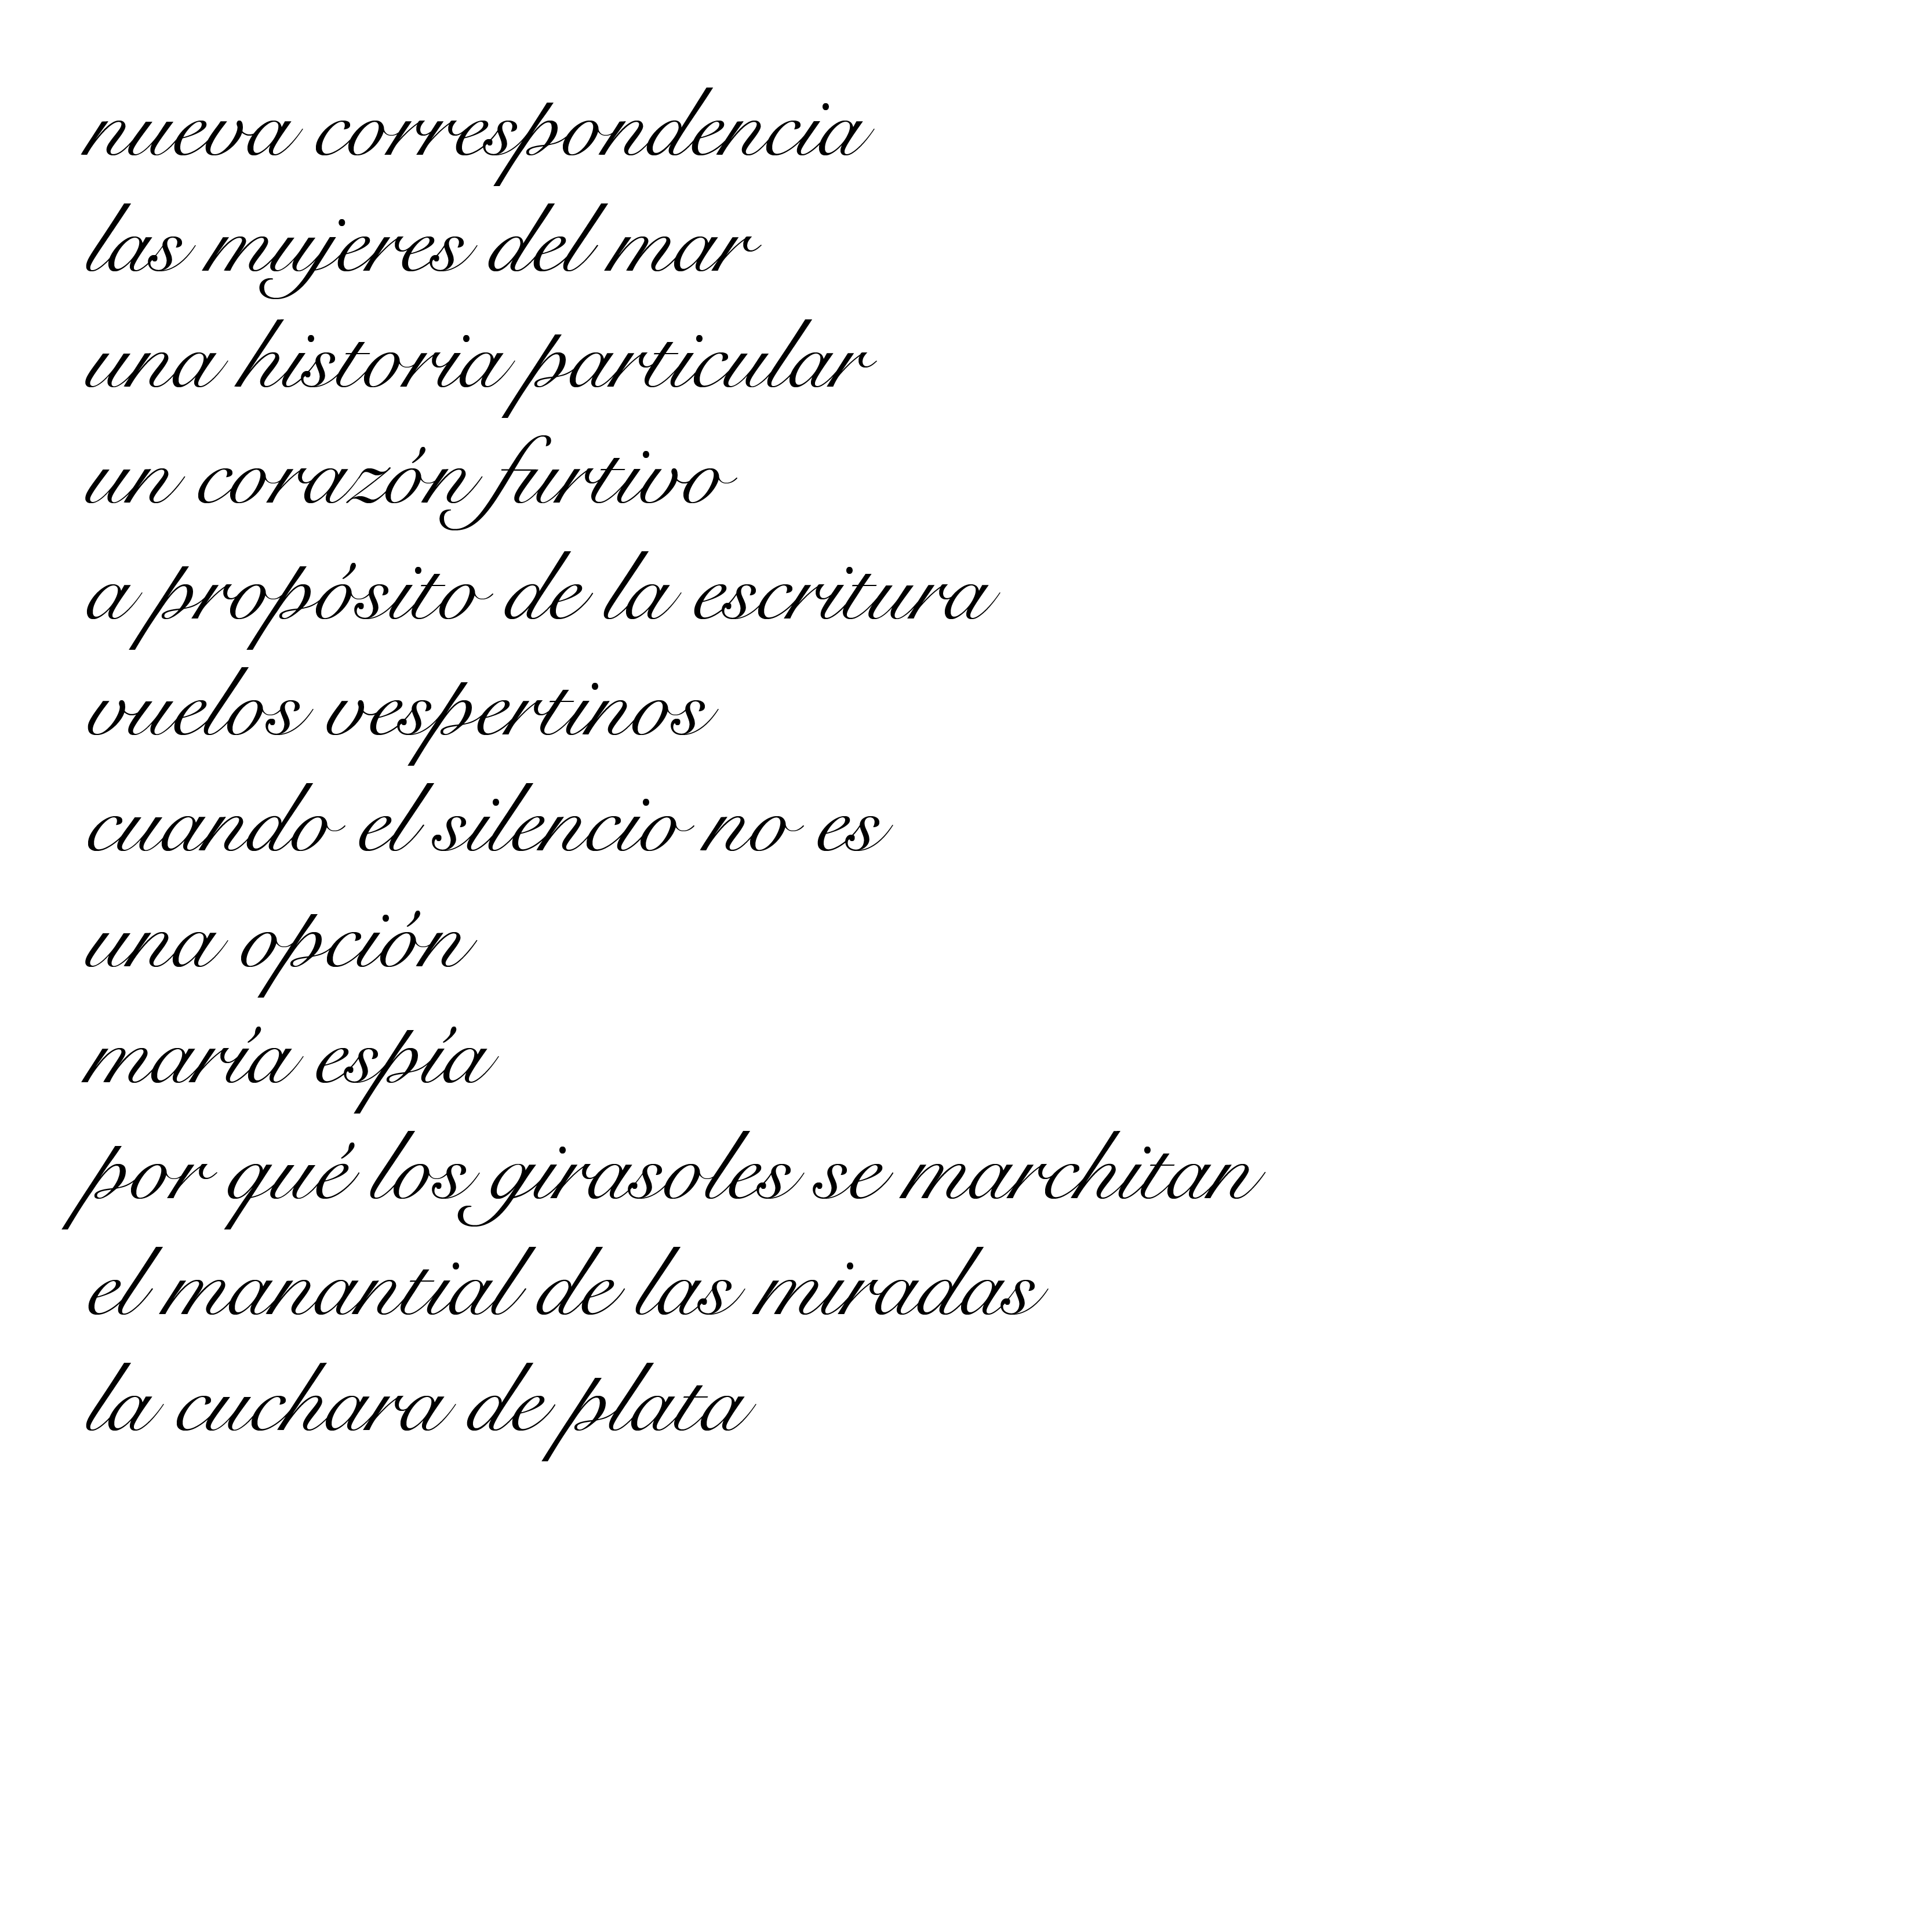 nueva correspondencia
las mujeres del mar
una historia particular
un corazón furtivo
a propósito de la escritura
vuelos vespertinos
cuando el silencio no es
una opción
maría espía
por qué los girasoles se marchitan
el manantial de las miradas
la cuchara de plata